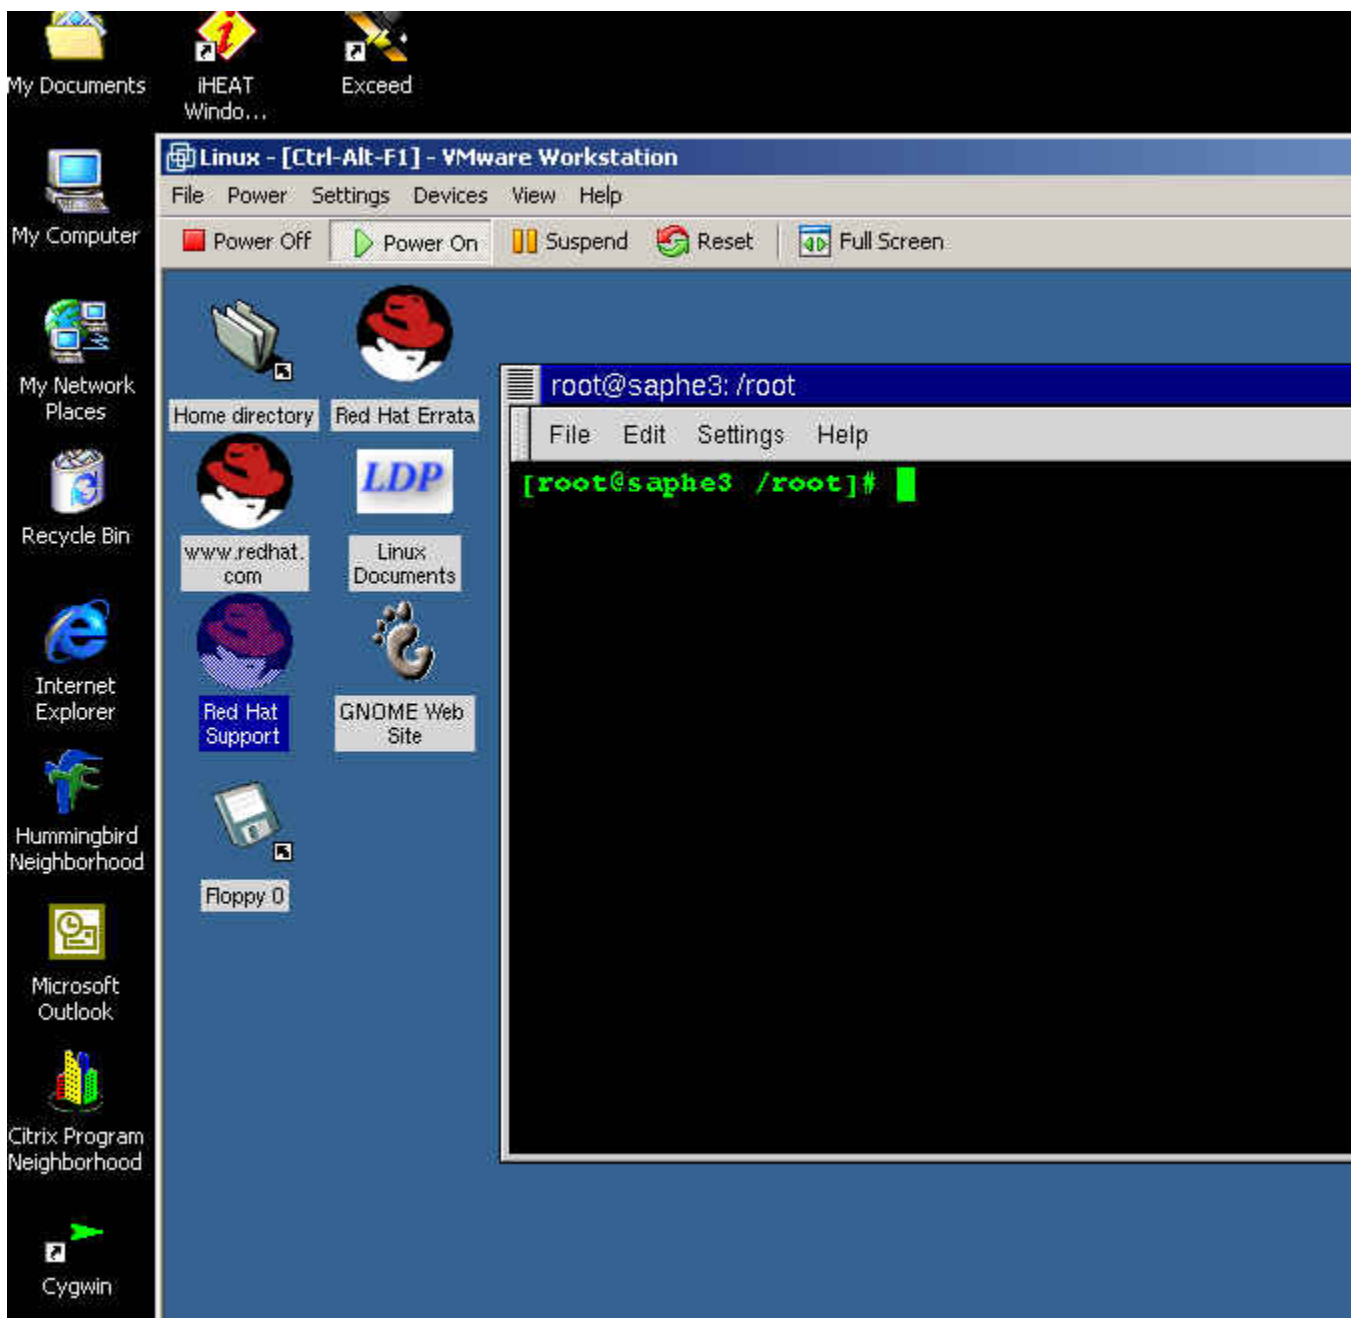 My Documents
iHEAT
Windo...
Exceed
My Computer
My Network
Places
Recycle Bin
Internet
Explorer
Hummingbird
Neighborhood
Microsoft
Outlook
Citrix Program
Neighborhood
Cygwin
Linux - [Ctrl-Alt-F1] - VMware Workstation
File Power Settings Devices View Help
Power Off Power On Suspend Reset Full Screen
Home directory
Red Hat Errata
www.redhat.
com
LDP
Linux
Documents
Red Hat
Support
GNOME Web
Site
Floppy 0
root@saphe3: /root
File Edit Settings Help
[root@saphe3 /root]#